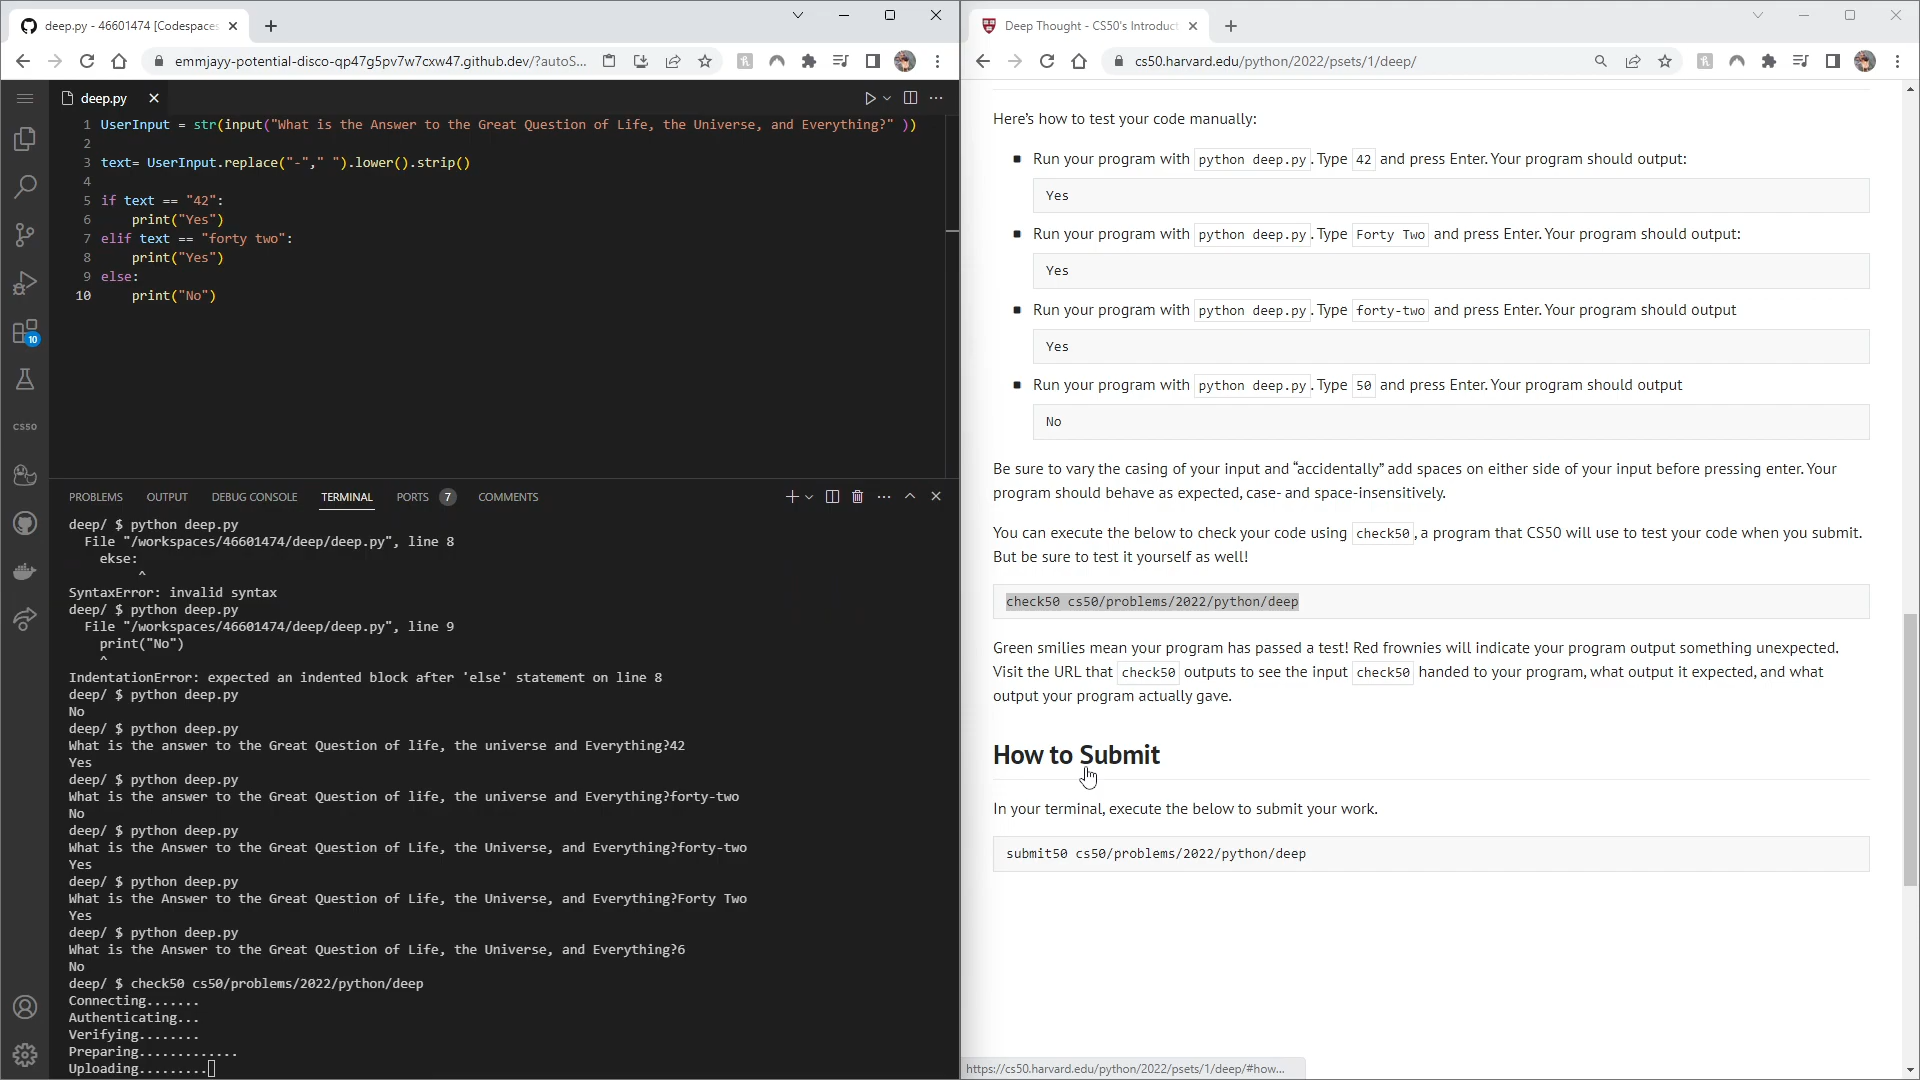 deep.py - 46601474 [Codespaces
emmjayy-potential-disco-qp47g5pv7w7cxw47.github.dev/?autoS...
deep.py
1 UserInput = str(input("What is the Answer to the Great Question of Life, the Universe, and Everything?" ))
2
3 text= UserInput.replace("-"," ").lower().strip()
4
5 if text == "42":
6 print("Yes")
7 elif text == "forty two":
8 print("Yes")
9 else:
10 print("No")
10
CS50
PROBLEMS OUTPUT DEBUG CONSOLE TERMINAL PORTS 7 COMMENTS
deep/ $ python deep.py
File "/workspaces/46601474/deep/deep.py", line 8
ekse:
^
SyntaxError: invalid syntax
deep/ $ python deep.py
File "/workspaces/46601474/deep/deep.py", line 9
print("No")
^
IndentationError: expected an indented block after 'else' statement on line 8
deep/ $ python deep.py
No
deep/ $ python deep.py
What is the answer to the Great Question of life, the universe and Everything?42
Yes
deep/ $ python deep.py
What is the answer to the Great Question of life, the universe and Everything?forty-two
No
deep/ $ python deep.py
What is the Answer to the Great Question of Life, the Universe, and Everything?forty-two
Yes
deep/ $ python deep.py
What is the Answer to the Great Question of Life, the Universe, and Everything?Forty Two
Yes
deep/ $ python deep.py
What is the Answer to the Great Question of Life, the Universe, and Everything?6
No
deep/ $ check50 cs50/problems/2022/python/deep
Connecting.......
Authenticating...
Verifying........
Preparing.............
Uploading.........
Deep Thought - CS50's Introduct
cs50.harvard.edu/python/2022/psets/1/deep/
Here's how to test your code manually:
Run your program with python deep.py. Type 42 and press Enter. Your program should output:
Yes
Run your program with python deep.py. Type Forty Two and press Enter. Your program should output:
Yes
Run your program with python deep.py. Type forty-two and press Enter. Your program should output
Yes
Run your program with python deep.py. Type 50 and press Enter. Your program should output
No
Be sure to vary the casing of your input and “accidentally” add spaces on either side of your input before pressing enter. Your
program should behave as expected, case- and space-insensitively.
You can execute the below to check your code using check50, a program that CS50 will use to test your code when you submit.
But be sure to test it yourself as well!
check50 cs50/problems/2022/python/deep
Green smilies mean your program has passed a test! Red frownies will indicate your program output something unexpected.
Visit the URL that check50 outputs to see the input check50 handed to your program, what output it expected, and what
output your program actually gave.
How to Submit
In your terminal, execute the below to submit your work.
submit50 cs50/problems/2022/python/deep
https://cs50.harvard.edu/python/2022/psets/1/deep/#how...